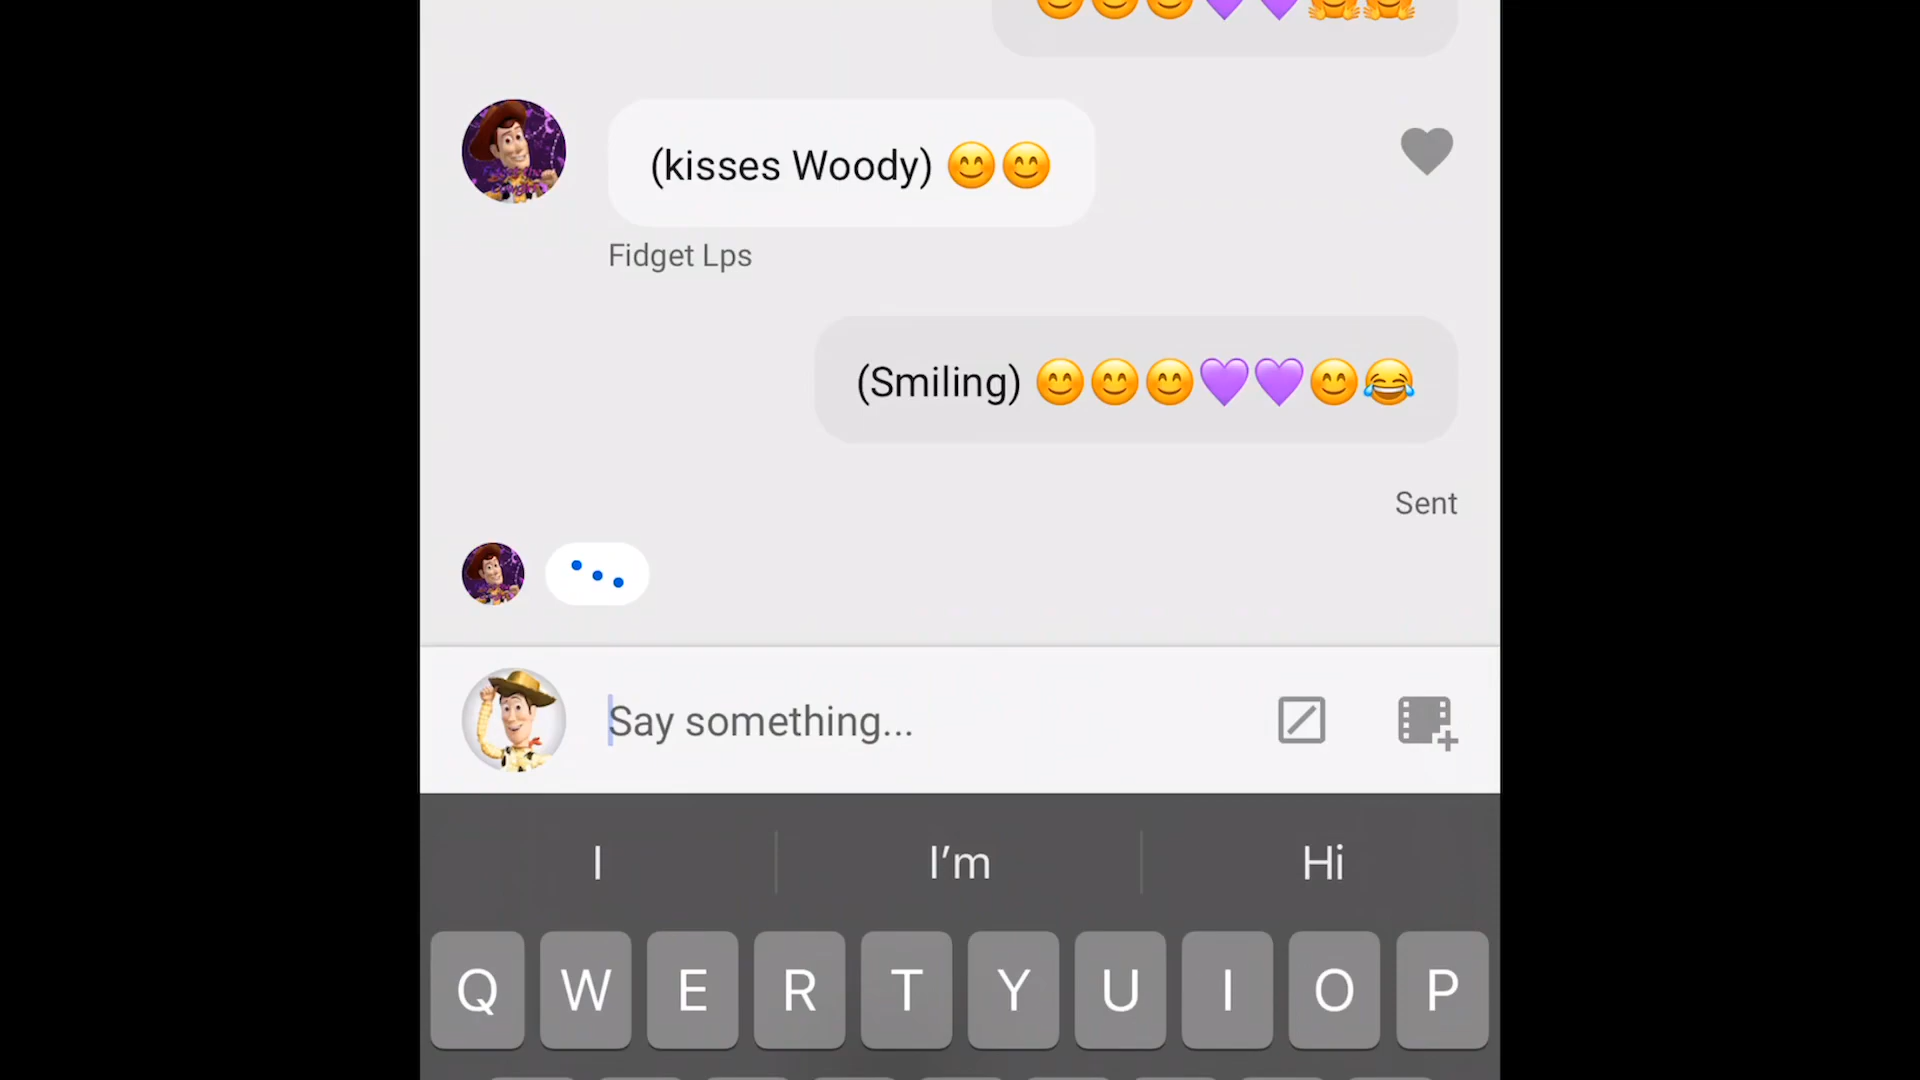 😊😊😊💜💜🤗🤗
(kisses Woody) 😊😊
Fidget Lps
(Smiling) 😊😊😊💜💜😊😂
Sent
Say something...
I
I'm
Hi
Q W E R T Y U I O P